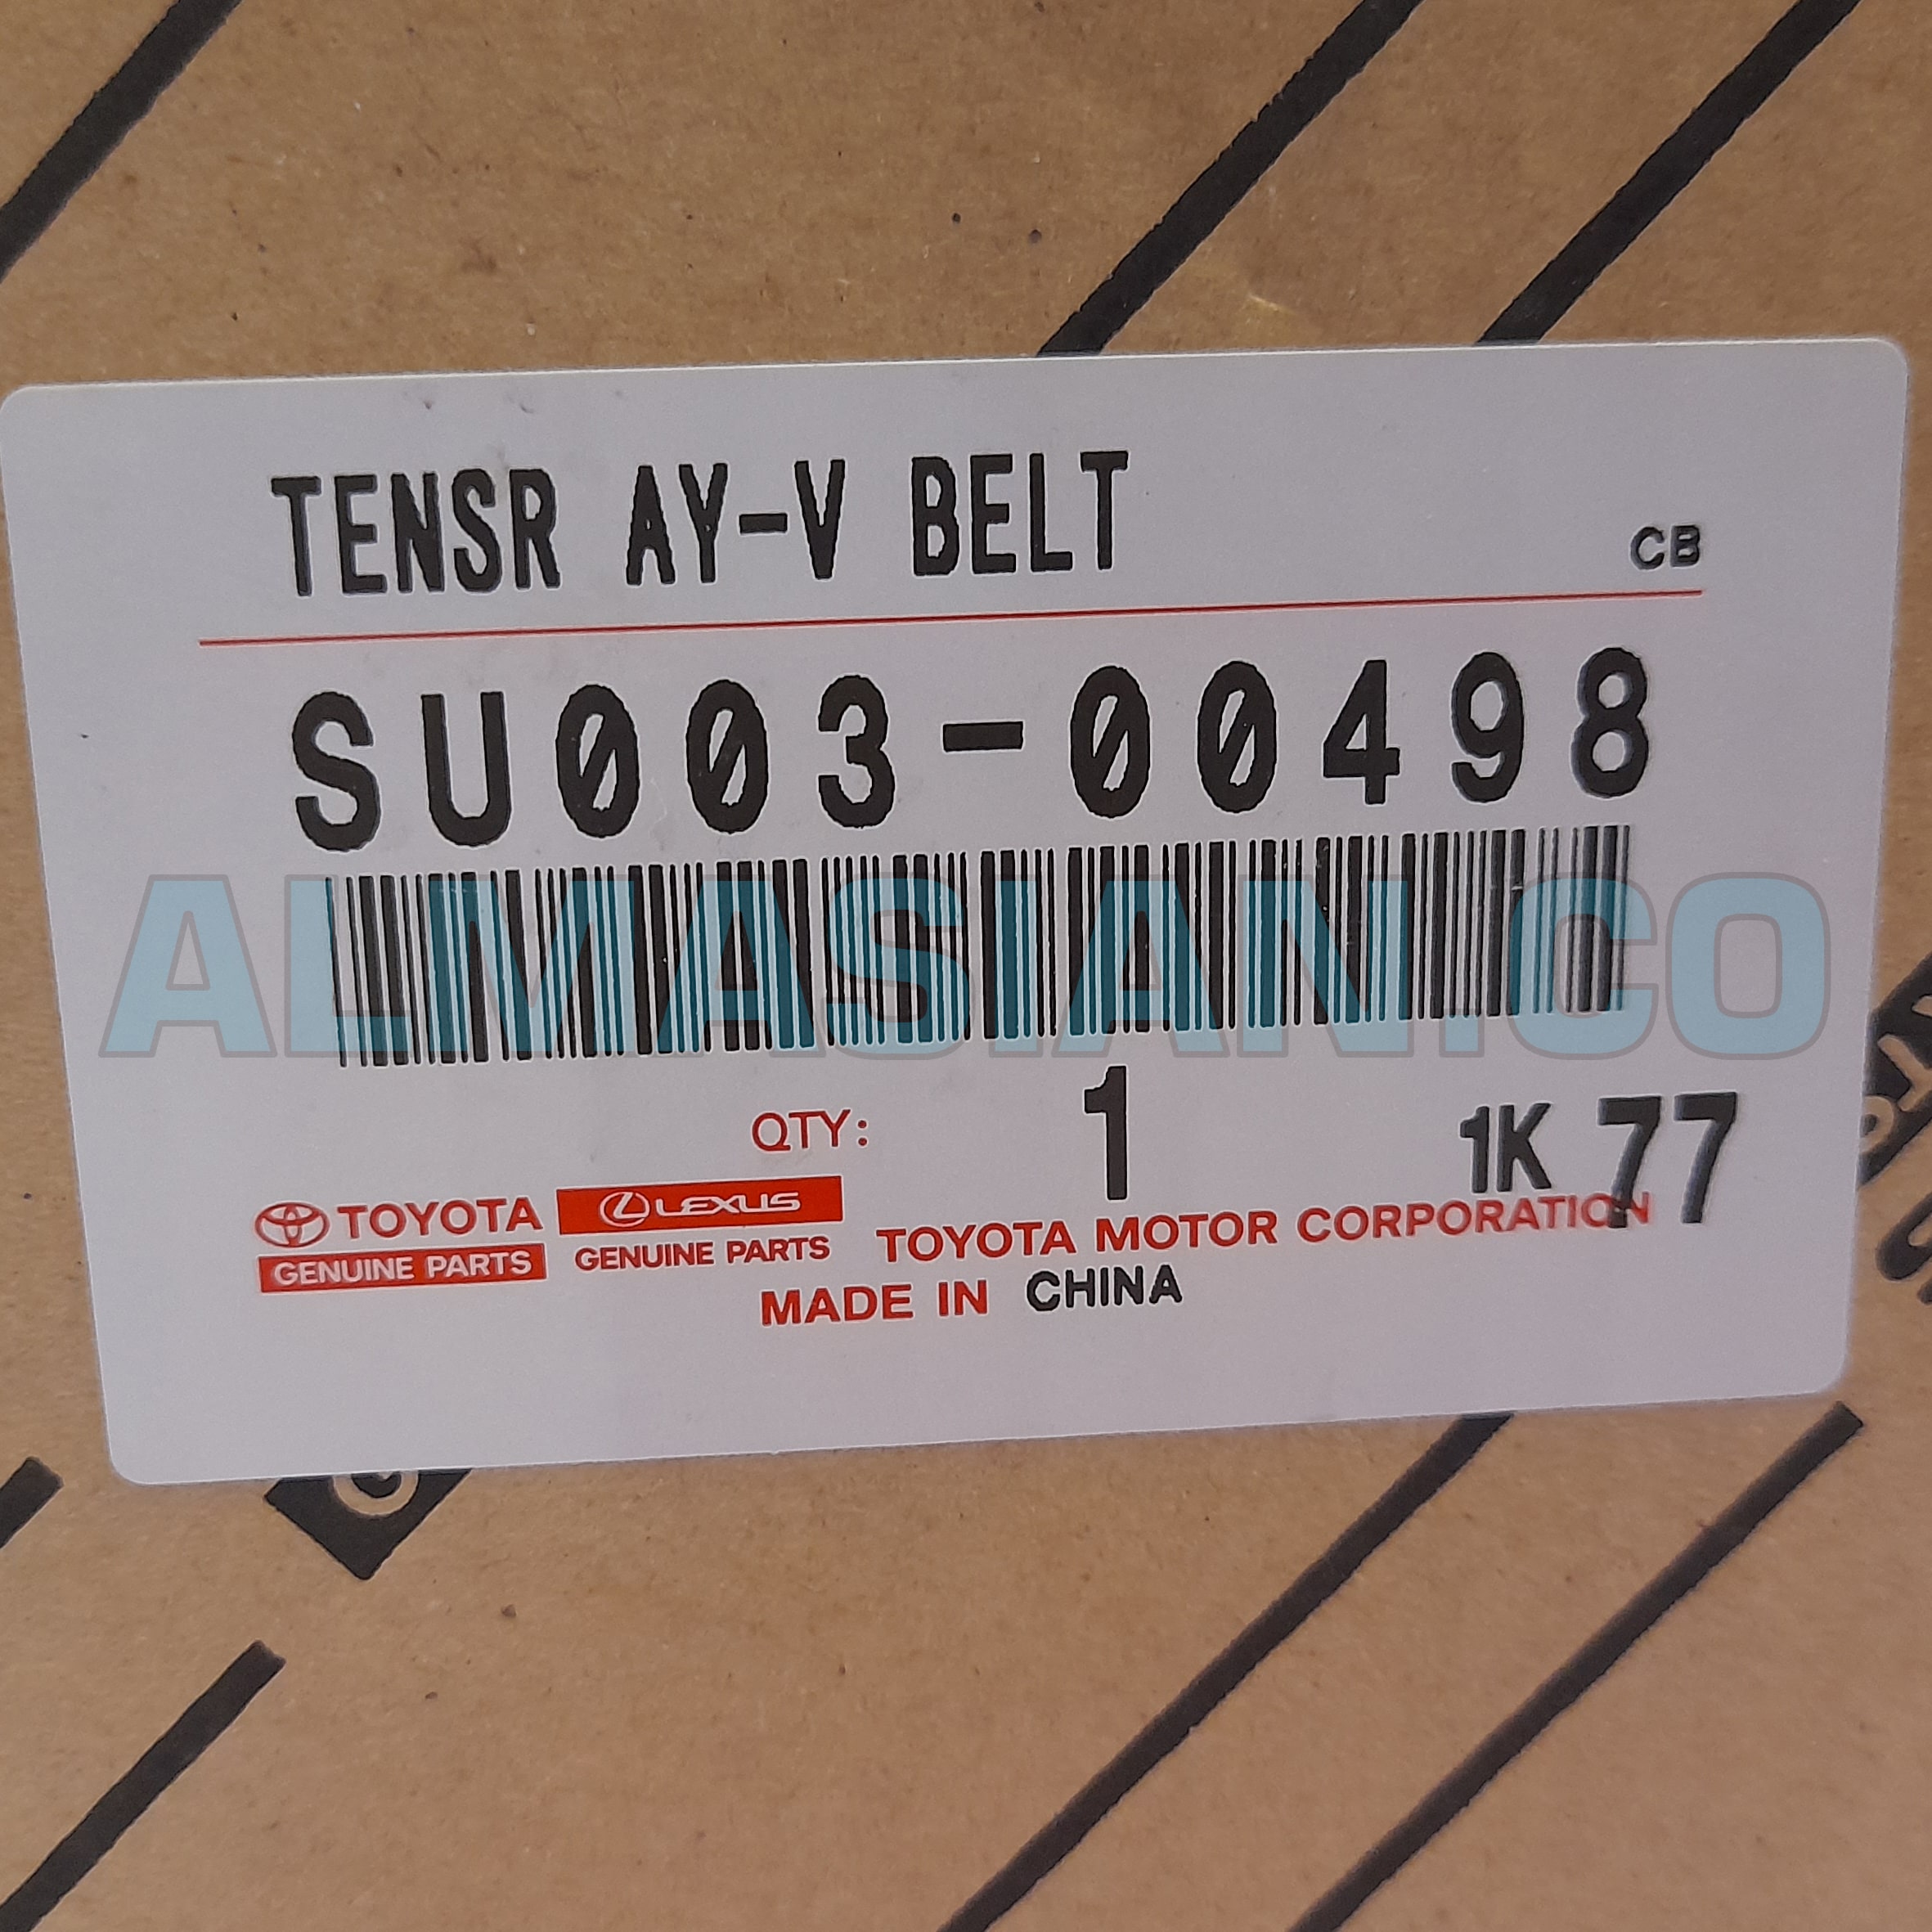 TENSR AY-V BELT
CB
SU003-00498
ALMASIAN.CO
QTY: 1 1K 77
TOYOTA LEXUS
GENUINE PARTS GENUINE PARTS
TOYOTA MOTOR CORPORATION
MADE IN CHINA